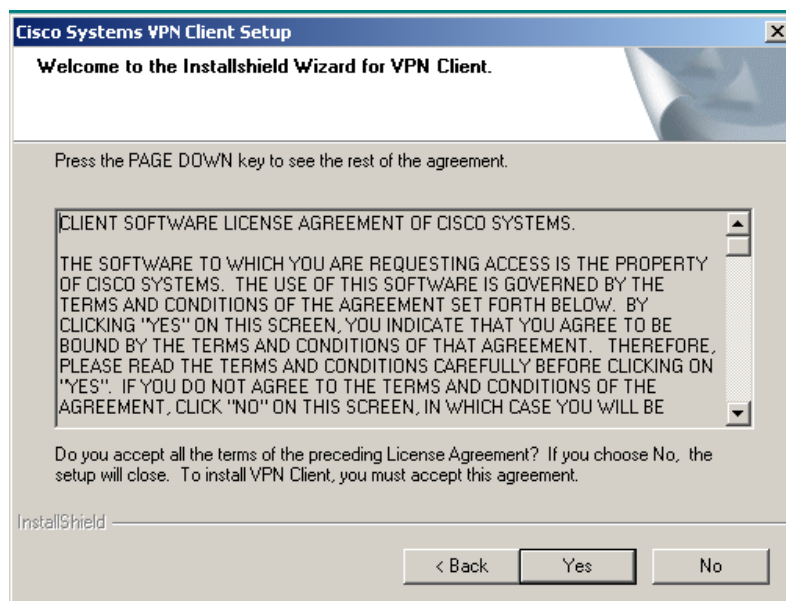 Cisco Systems VPN Client Setup
Welcome to the Installshield Wizard for VPN Client.
Press the PAGE DOWN key to see the rest of the agreement.
CLIENT SOFTWARE LICENSE AGREEMENT OF CISCO SYSTEMS.
THE SOFTWARE TO WHICH YOU ARE REQUESTING ACCESS IS THE PROPERTY
OF CISCO SYSTEMS.  THE USE OF THIS SOFTWARE IS GOVERNED BY THE
TERMS AND CONDITIONS OF THE AGREEMENT SET FORTH BELOW.  BY
CLICKING "YES" ON THIS SCREEN, YOU INDICATE THAT YOU AGREE TO BE
BOUND BY THE TERMS AND CONDITIONS OF THAT AGREEMENT.  THEREFORE,
PLEASE READ THE TERMS AND CONDITIONS CAREFULLY BEFORE CLICKING ON
"YES".  IF YOU DO NOT AGREE TO THE TERMS AND CONDITIONS OF THE
AGREEMENT, CLICK "NO" ON THIS SCREEN, IN WHICH CASE YOU WILL BE
Do you accept all the terms of the preceding License Agreement?  If you choose No,  the
setup will close.  To install VPN Client, you must accept this agreement.
InstallShield
< Back
Yes
No